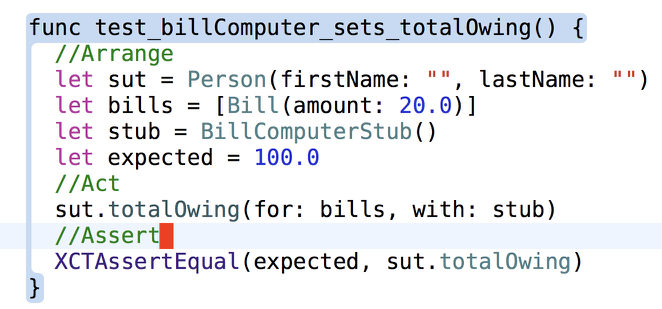 func test_billComputer_sets_totalOwing() {
//Arrange
let sut = Person(firstName: "", lastName: "")
let bills = [Bill(amount: 20.0)]
let stub = BillComputerStub()
let expected = 100.0
//Act
sut.totalOwing(for: bills, with: stub)
//Assert
XCTAssertEqual(expected, sut.totalOwing)
}